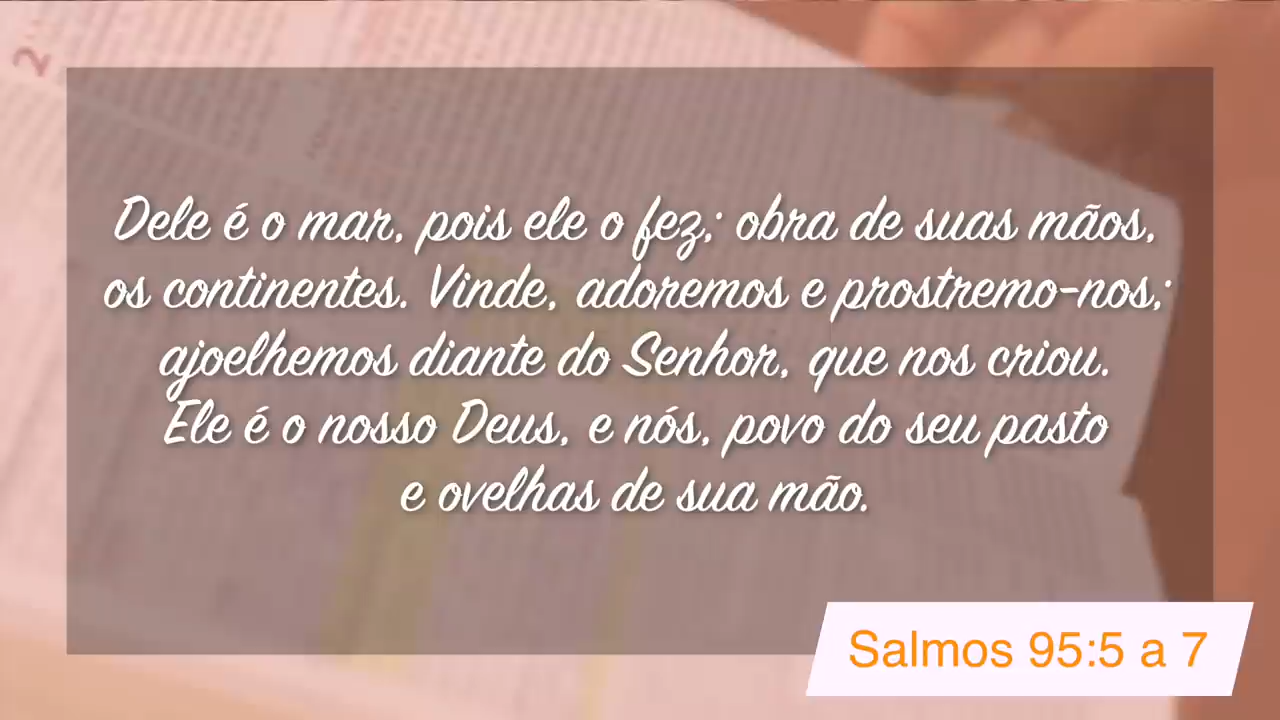 Dele é o mar, pois ele o fez; obra de suas mãos,
os continentes. Vinde, adoremos e prostremo-nos;
ajoelhemos diante do Senhor, que nos criou.
Ele é o nosso Deus, e nós, povo do seu pasto
e ovelhas de sua mão.
Salmos 95:5 a 7